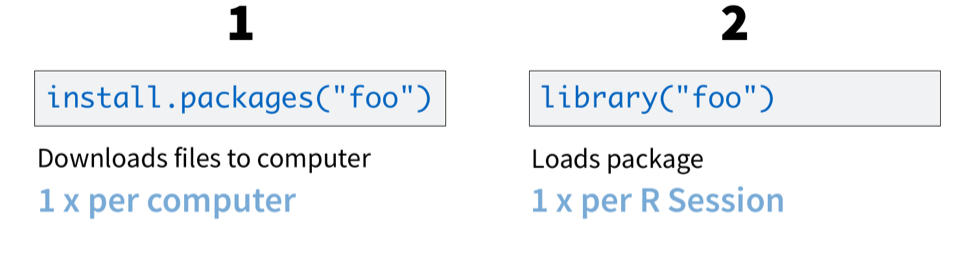 1
install.packages("foo")
Downloads files to computer
1 x per computer
2
library("foo")
Loads package
1 x per R Session